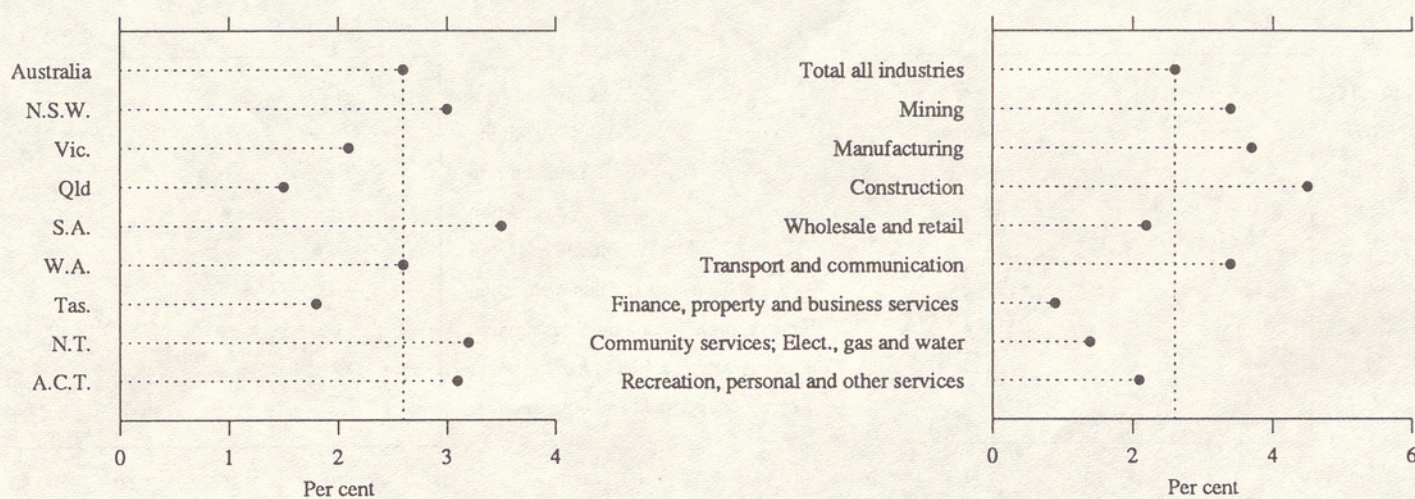 Australia
N.S.W.
Vic.
Qld
S.A.
W.A.
Tas.
N.T.
A.C.T.
0 1 2 3 4
Per cent
Total all industries
Mining
Manufacturing
Construction
Wholesale and retail
Transport and communication
Finance, property and business services
Community services; Elect., gas and water
Recreation, personal and other services
0 2 4 6
Per cent